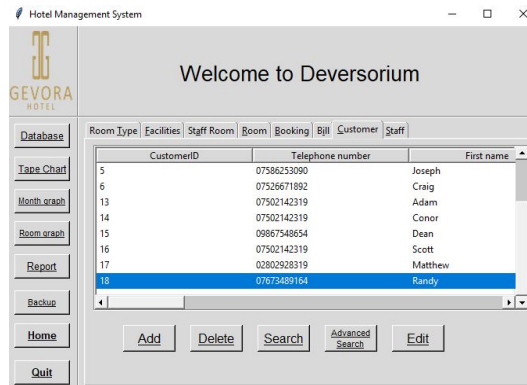 Hotel Management System
GEVORA
HOTEL
Welcome to Deversorium
Database
Tape Chart
Month graph
Room graph
Report
Backup
Home
Quit
Room Type Facilities Staff Room Room Booking Bill Customer Staff
CustomerID Telephone number First name
5 07586253090 Joseph
6 07526671892 Craig
13 07502142319 Adam
14 07502142319 Conor
15 09867548654 Dean
16 07502142319 Scott
17 02802928319 Matthew
18 07673489164 Randy
Add Delete Search Advanced Search Edit